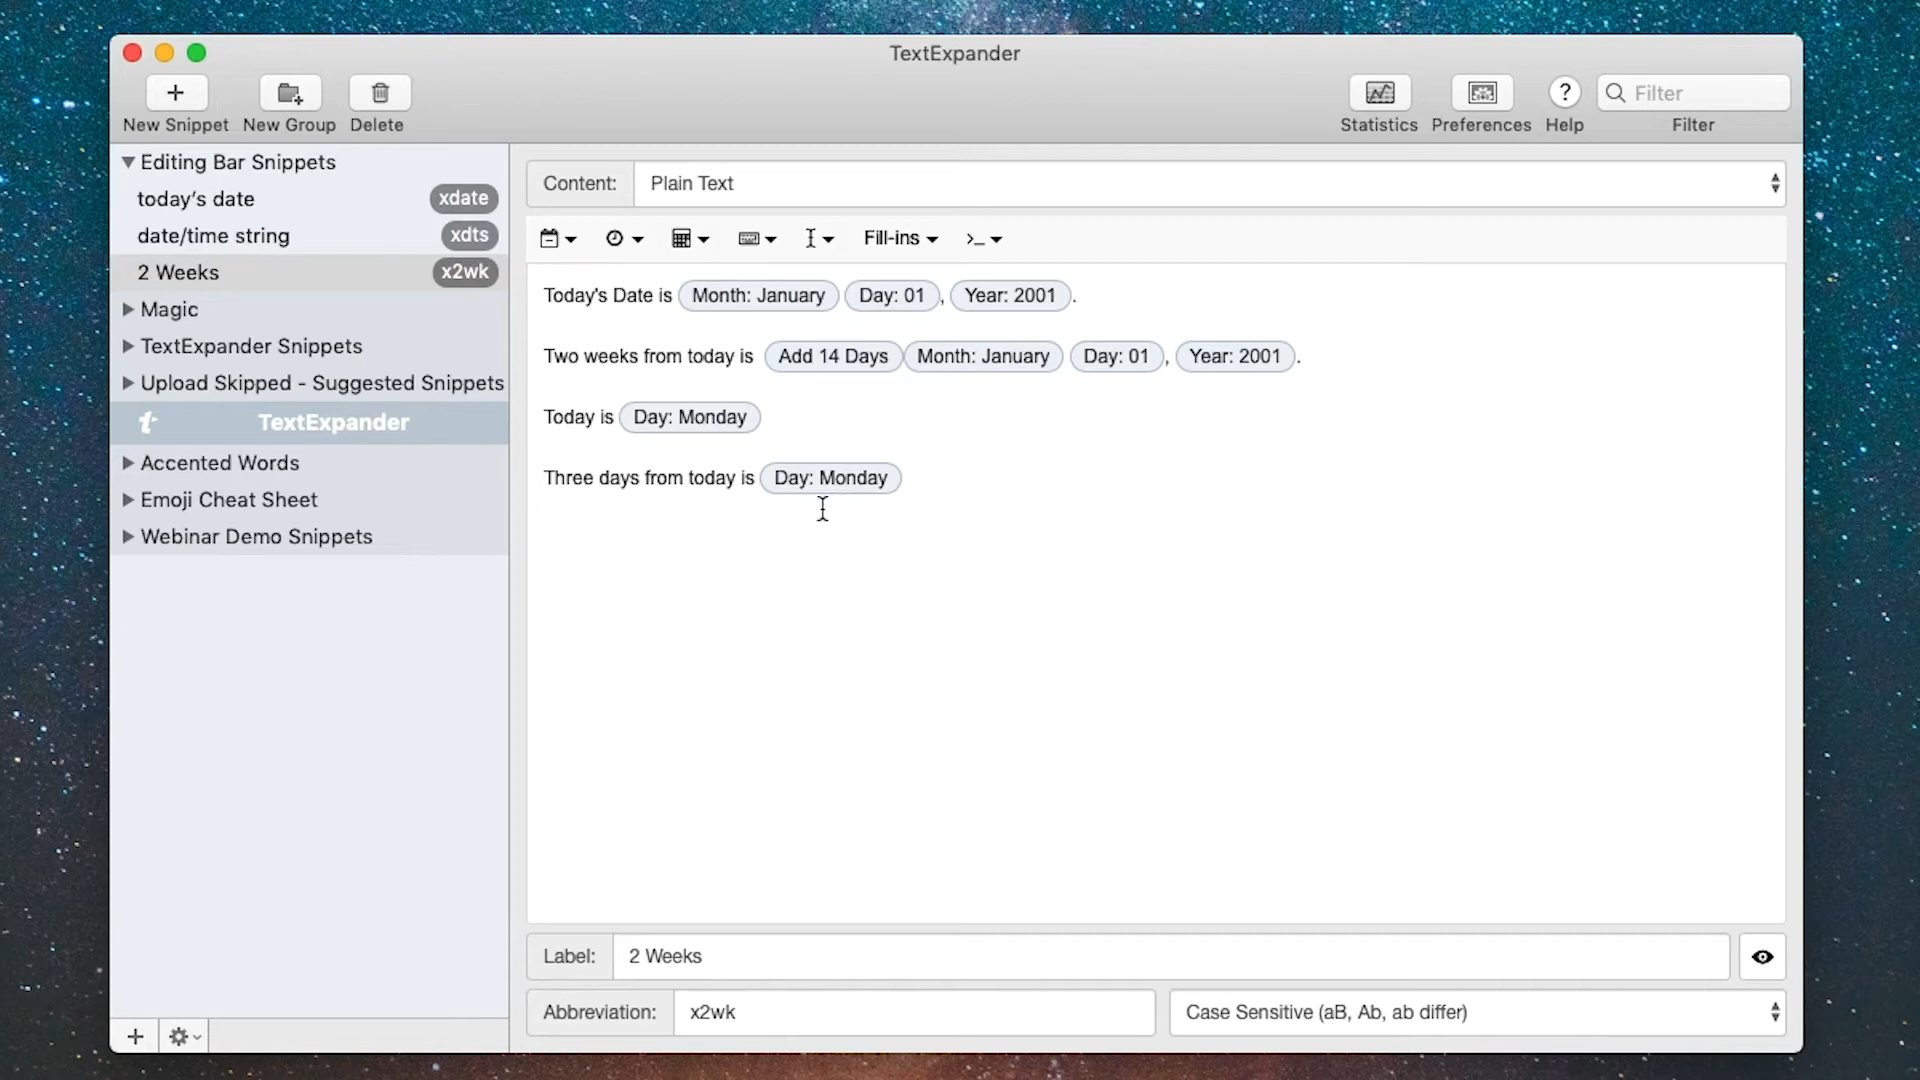 TextExpander
New Snippet New Group Delete
Statistics Preferences Help Filter
Filter
Editing Bar Snippets
today's date xdate
date/time string xdts
2 Weeks x2wk
Magic
TextExpander Snippets
Upload Skipped - Suggested Snippets
TextExpander
Accented Words
Emoji Cheat Sheet
Webinar Demo Snippets
Content: Plain Text
Fill-ins
Today's Date is Month: January Day: 01, Year: 2001.
Two weeks from today is Add 14 Days Month: January Day: 01, Year: 2001.
Today is Day: Monday
Three days from today is Day: Monday
Label: 2 Weeks
Abbreviation: x2wk Case Sensitive (aB, Ab, ab differ)